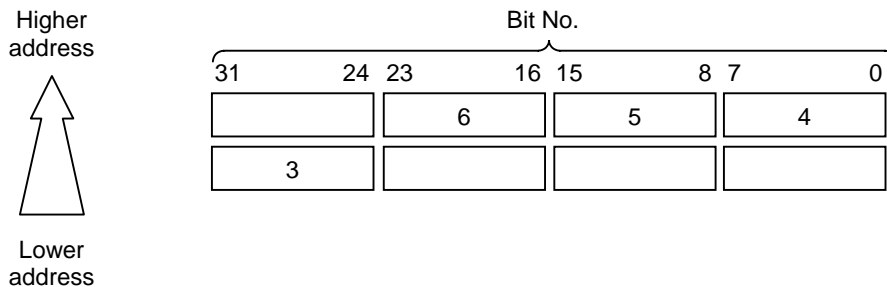 Higher
address
Bit No.
31 24 23 16 15 8 7 0
6 5 4
3
Lower
address